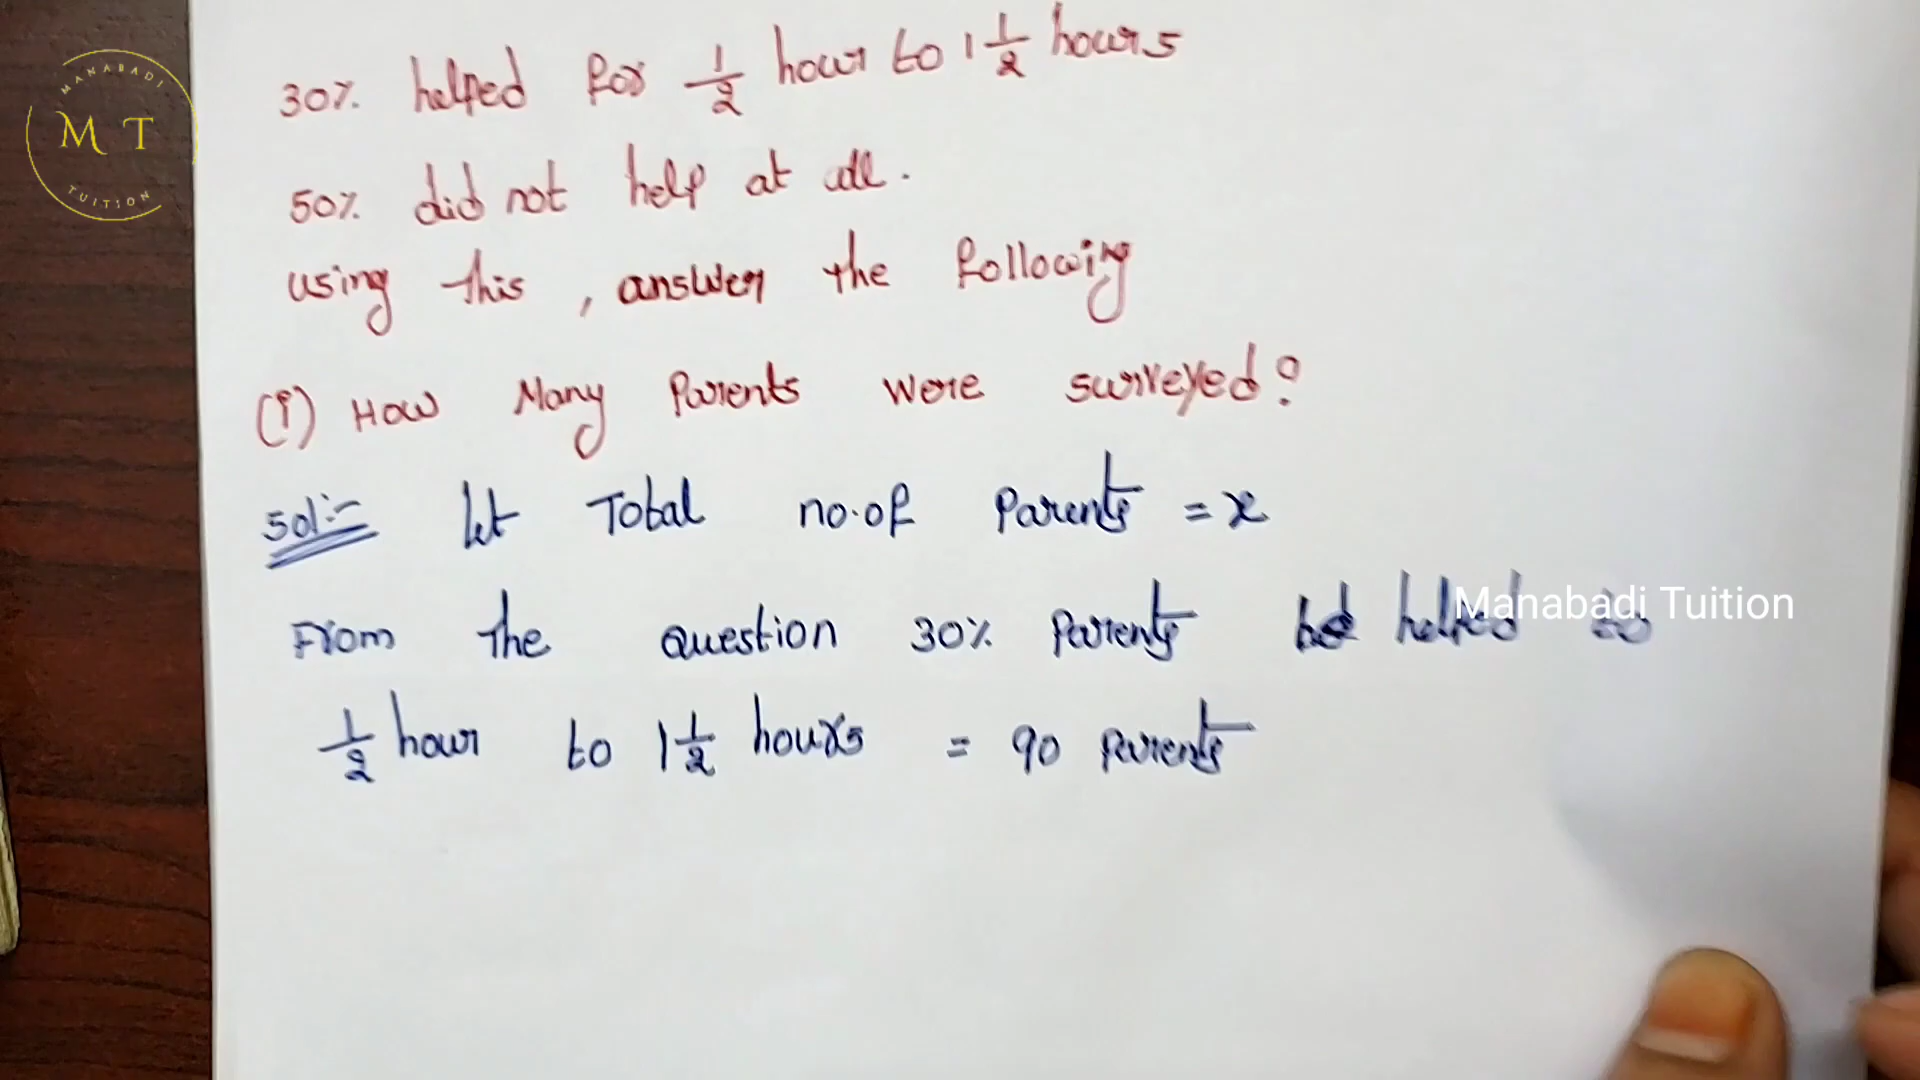 30% helped for 1/2 hour to 1 1/2 hours
MANABADI
M T
TUITION
50% did not help at all.
using this, answer the following
(i) How Many Parents were surveyed?
Sol:- Let Total no.of Parents = x
From the question 30% Parents helped
Manabadi Tuition
1/2 hour to 1 1/2 hours = 90 parents